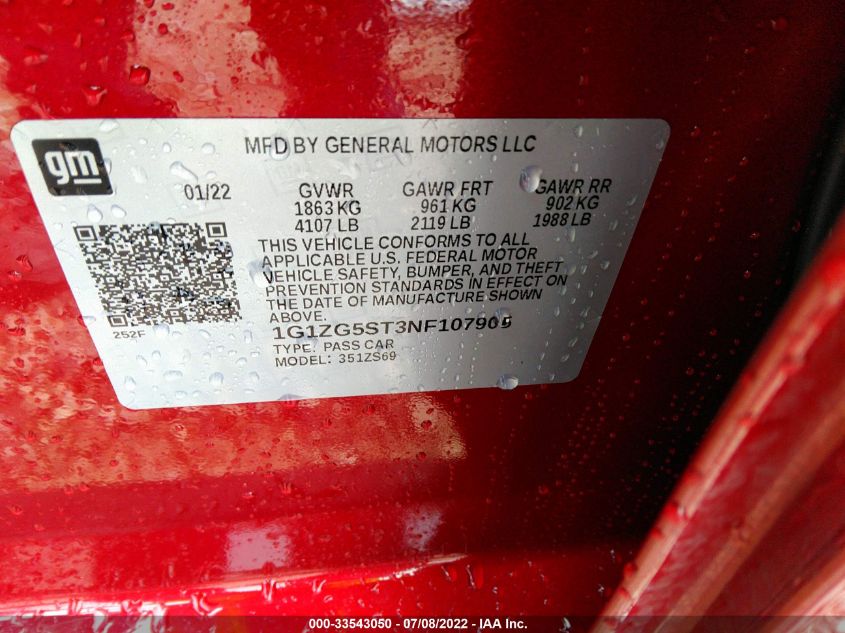 gm
MFD BY GENERAL MOTORS LLC
01/22 GVWR GAWR FRT GAWR RR
1863 KG 961 KG 902 KG
4107 LB 2119 LB 1988 LB
THIS VEHICLE CONFORMS TO ALL
APPLICABLE U.S. FEDERAL MOTOR
VEHICLE SAFETY, BUMPER, AND THEFT
PREVENTION STANDARDS IN EFFECT ON
THE DATE OF MANUFACTURE SHOWN
ABOVE.
252F
1G1ZG5ST3NF107905
TYPE: PASS CAR
MODEL: 351ZS69
000-33543050 / 07/08/2022 - IAA Inc.